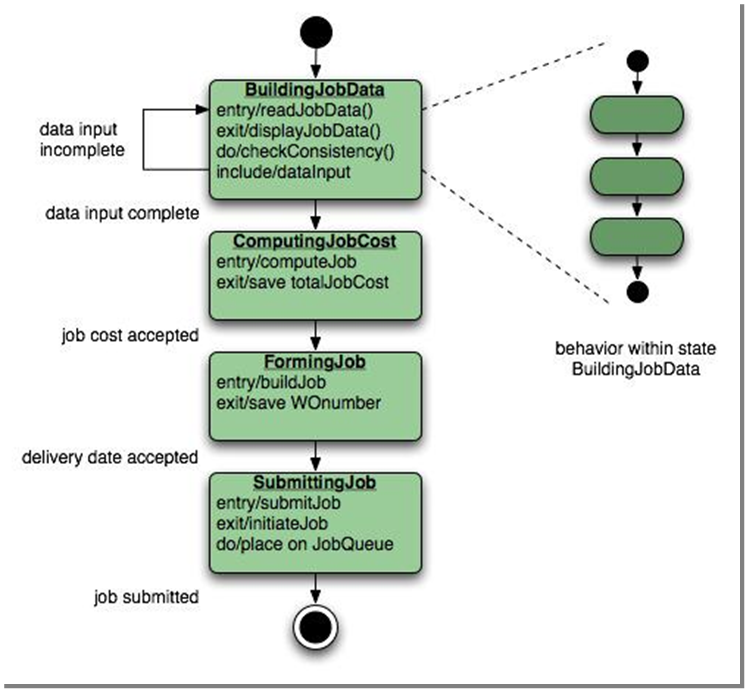 BuildingJobData
entry/readJobData()
exit/displayJobData()
do/checkConsistency()
include/dataInput
data input
incomplete
data input complete
ComputingJobCost
entry/computeJob
exit/save totalJobCost
job cost accepted
FormingJob
entry/buildJob
exit/save WOnumber
delivery date accepted
SubmittingJob
entry/submitJob
exit/initiateJob
do/place on JobQueue
job submitted
behavior within state
BuildingJobData